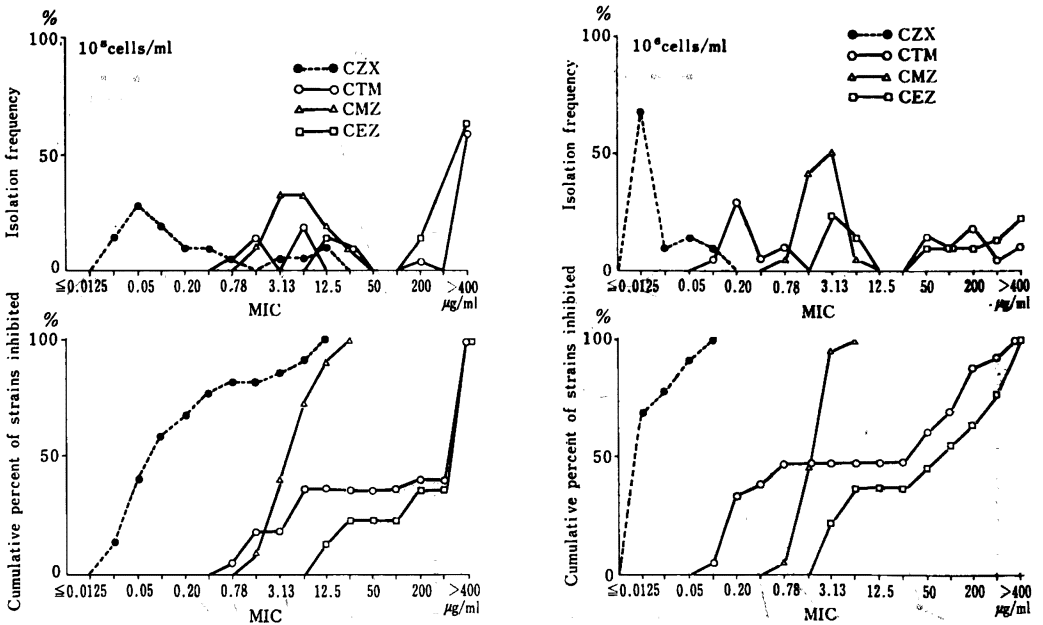 %
100
10⁸cells/ml
CZX
CTM
CMZ
CEZ
Isolation frequency
50
0
≦0.0125 0.05 0.20 0.78 3.13 12.5 50 200 >400
MIC
μg/ml
%
100
Cumulative percent of strains inhibited
50
0
≦0.0125 0.05 0.20 0.78 3.13 12.5 50 200 >400
MIC
μg/ml
%
100
10⁶cells/ml
CZX
CTM
CMZ
CEZ
Isolation frequency
50
0
≦0.0125 0.05 0.20 0.78 3.13 12.5 50 200 >400
MIC
μg/ml
%
100
Cumulative percent of strains inhibited
50
0
≦0.0125 0.05 0.20 0.78 3.13 12.5 50 200 >400
MIC
μg/ml